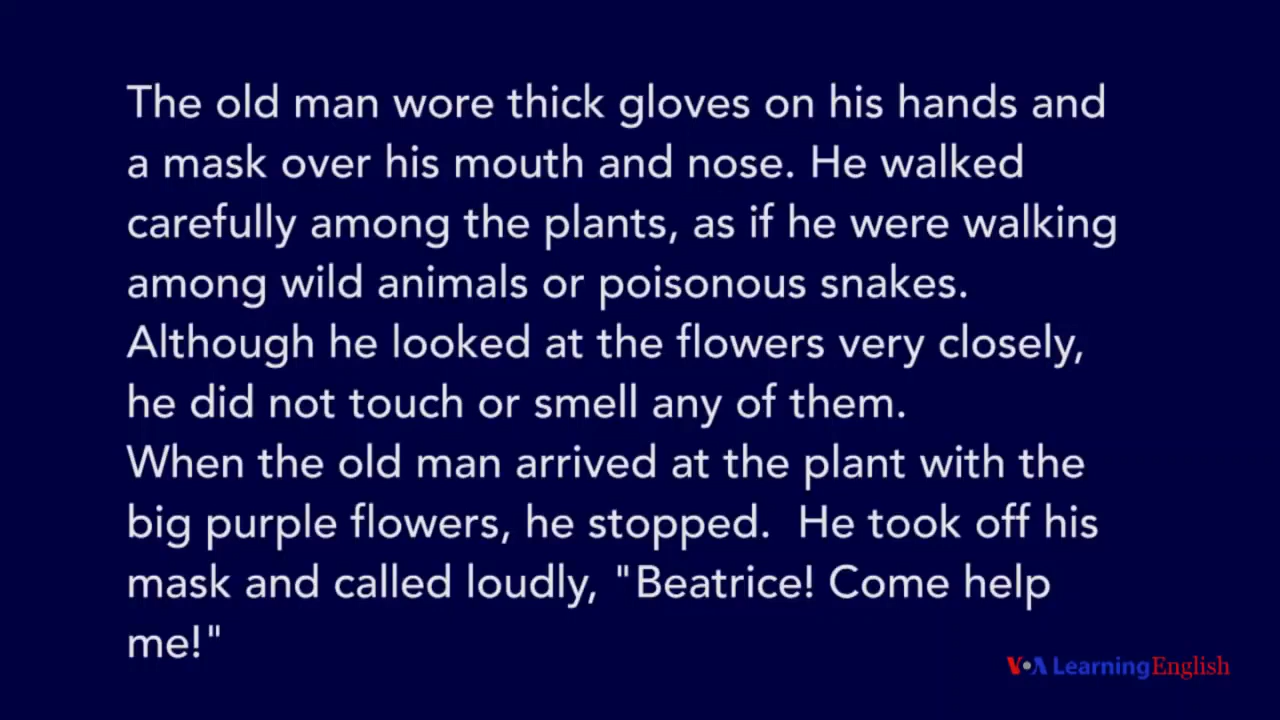 The old man wore thick gloves on his hands and
a mask over his mouth and nose. He walked
carefully among the plants, as if he were walking
among wild animals or poisonous snakes.
Although he looked at the flowers very closely,
he did not touch or smell any of them.
When the old man arrived at the plant with the
big purple flowers, he stopped.  He took off his
mask and called loudly, "Beatrice! Come help
me!"
VOA Learning English